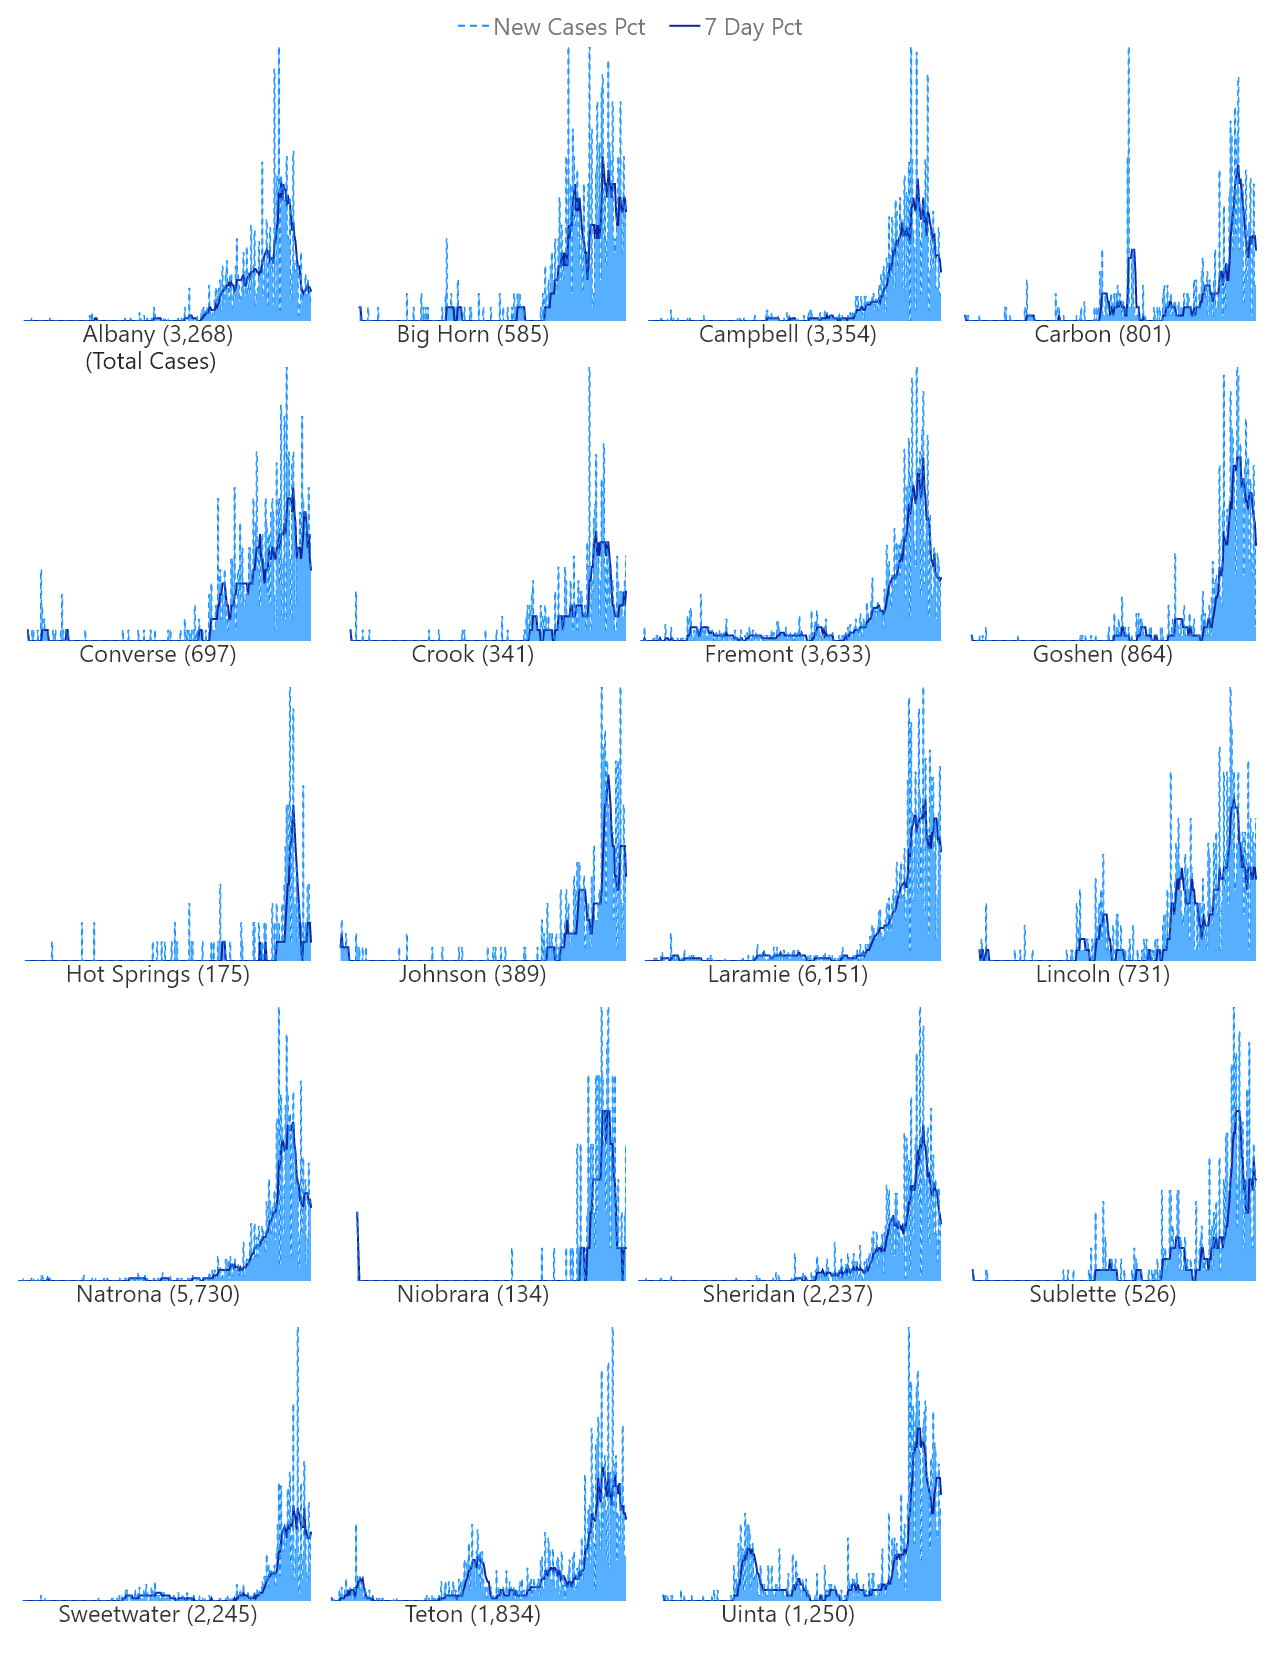 New Cases Pct 7 Day Pct
Albany (3,268) Big Horn (585) Campbell (3,354) Carbon (801)
(Total Cases)
Converse (697) Crook (341) Fremont (3,633) Goshen (864)
Hot Springs (175) Johnson (389) Laramie (6,151) Lincoln (731)
Natrona (5,730) Niobrara (134) Sheridan (2,237) Sublette (526)
Sweetwater (2,245) Teton (1,834) Uinta (1,250)